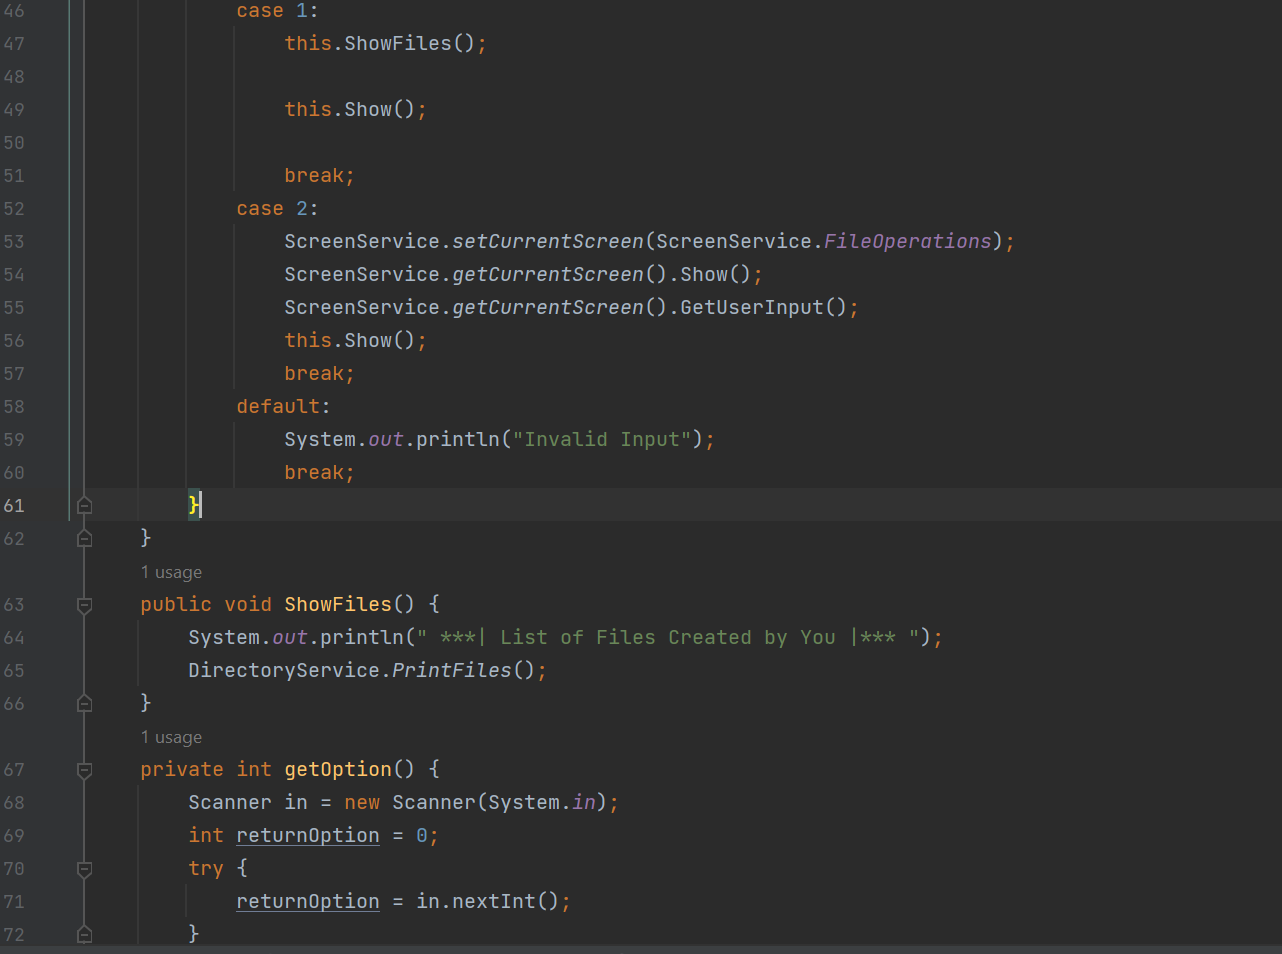 46 case 1:
47 this.ShowFiles();
48
49 this.Show();
50
51 break;
52 case 2:
53 ScreenService.setCurrentScreen(ScreenService.FileOperations);
54 ScreenService.getCurrentScreen().Show();
55 ScreenService.getCurrentScreen().GetUserInput();
56 this.Show();
57 break;
58 default:
59 System.out.println("Invalid Input");
60 break;
61 }
62 }
1 usage
63 public void ShowFiles() {
64 System.out.println(" ***| List of Files Created by You |*** ");
65 DirectoryService.PrintFiles();
66 }
1 usage
67 private int getOption() {
68 Scanner in = new Scanner(System.in);
69 int returnOption = 0;
70 try {
71 returnOption = in.nextInt();
72 }